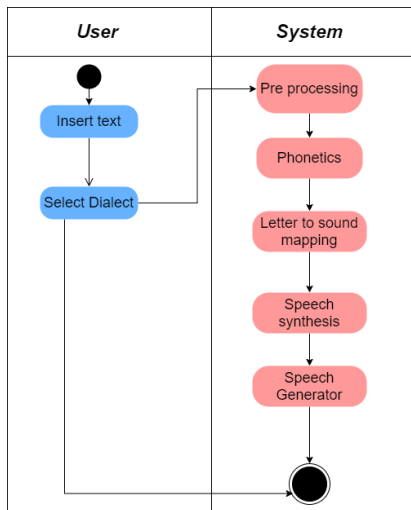 User
System
Insert text
Select Dialect
Pre processing
Phonetics
Letter to sound
mapping
Speech
synthesis
Speech
Generator